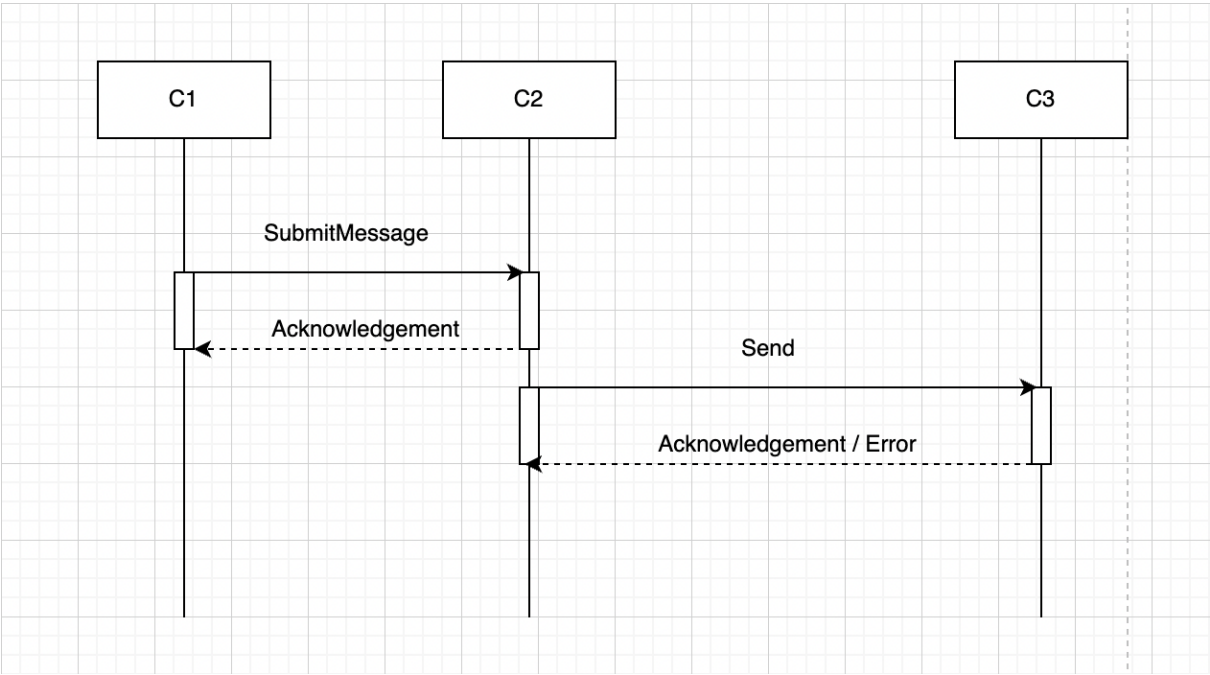 C1
C2
C3
SubmitMessage
Acknowledgement
Send
Acknowledgement / Error